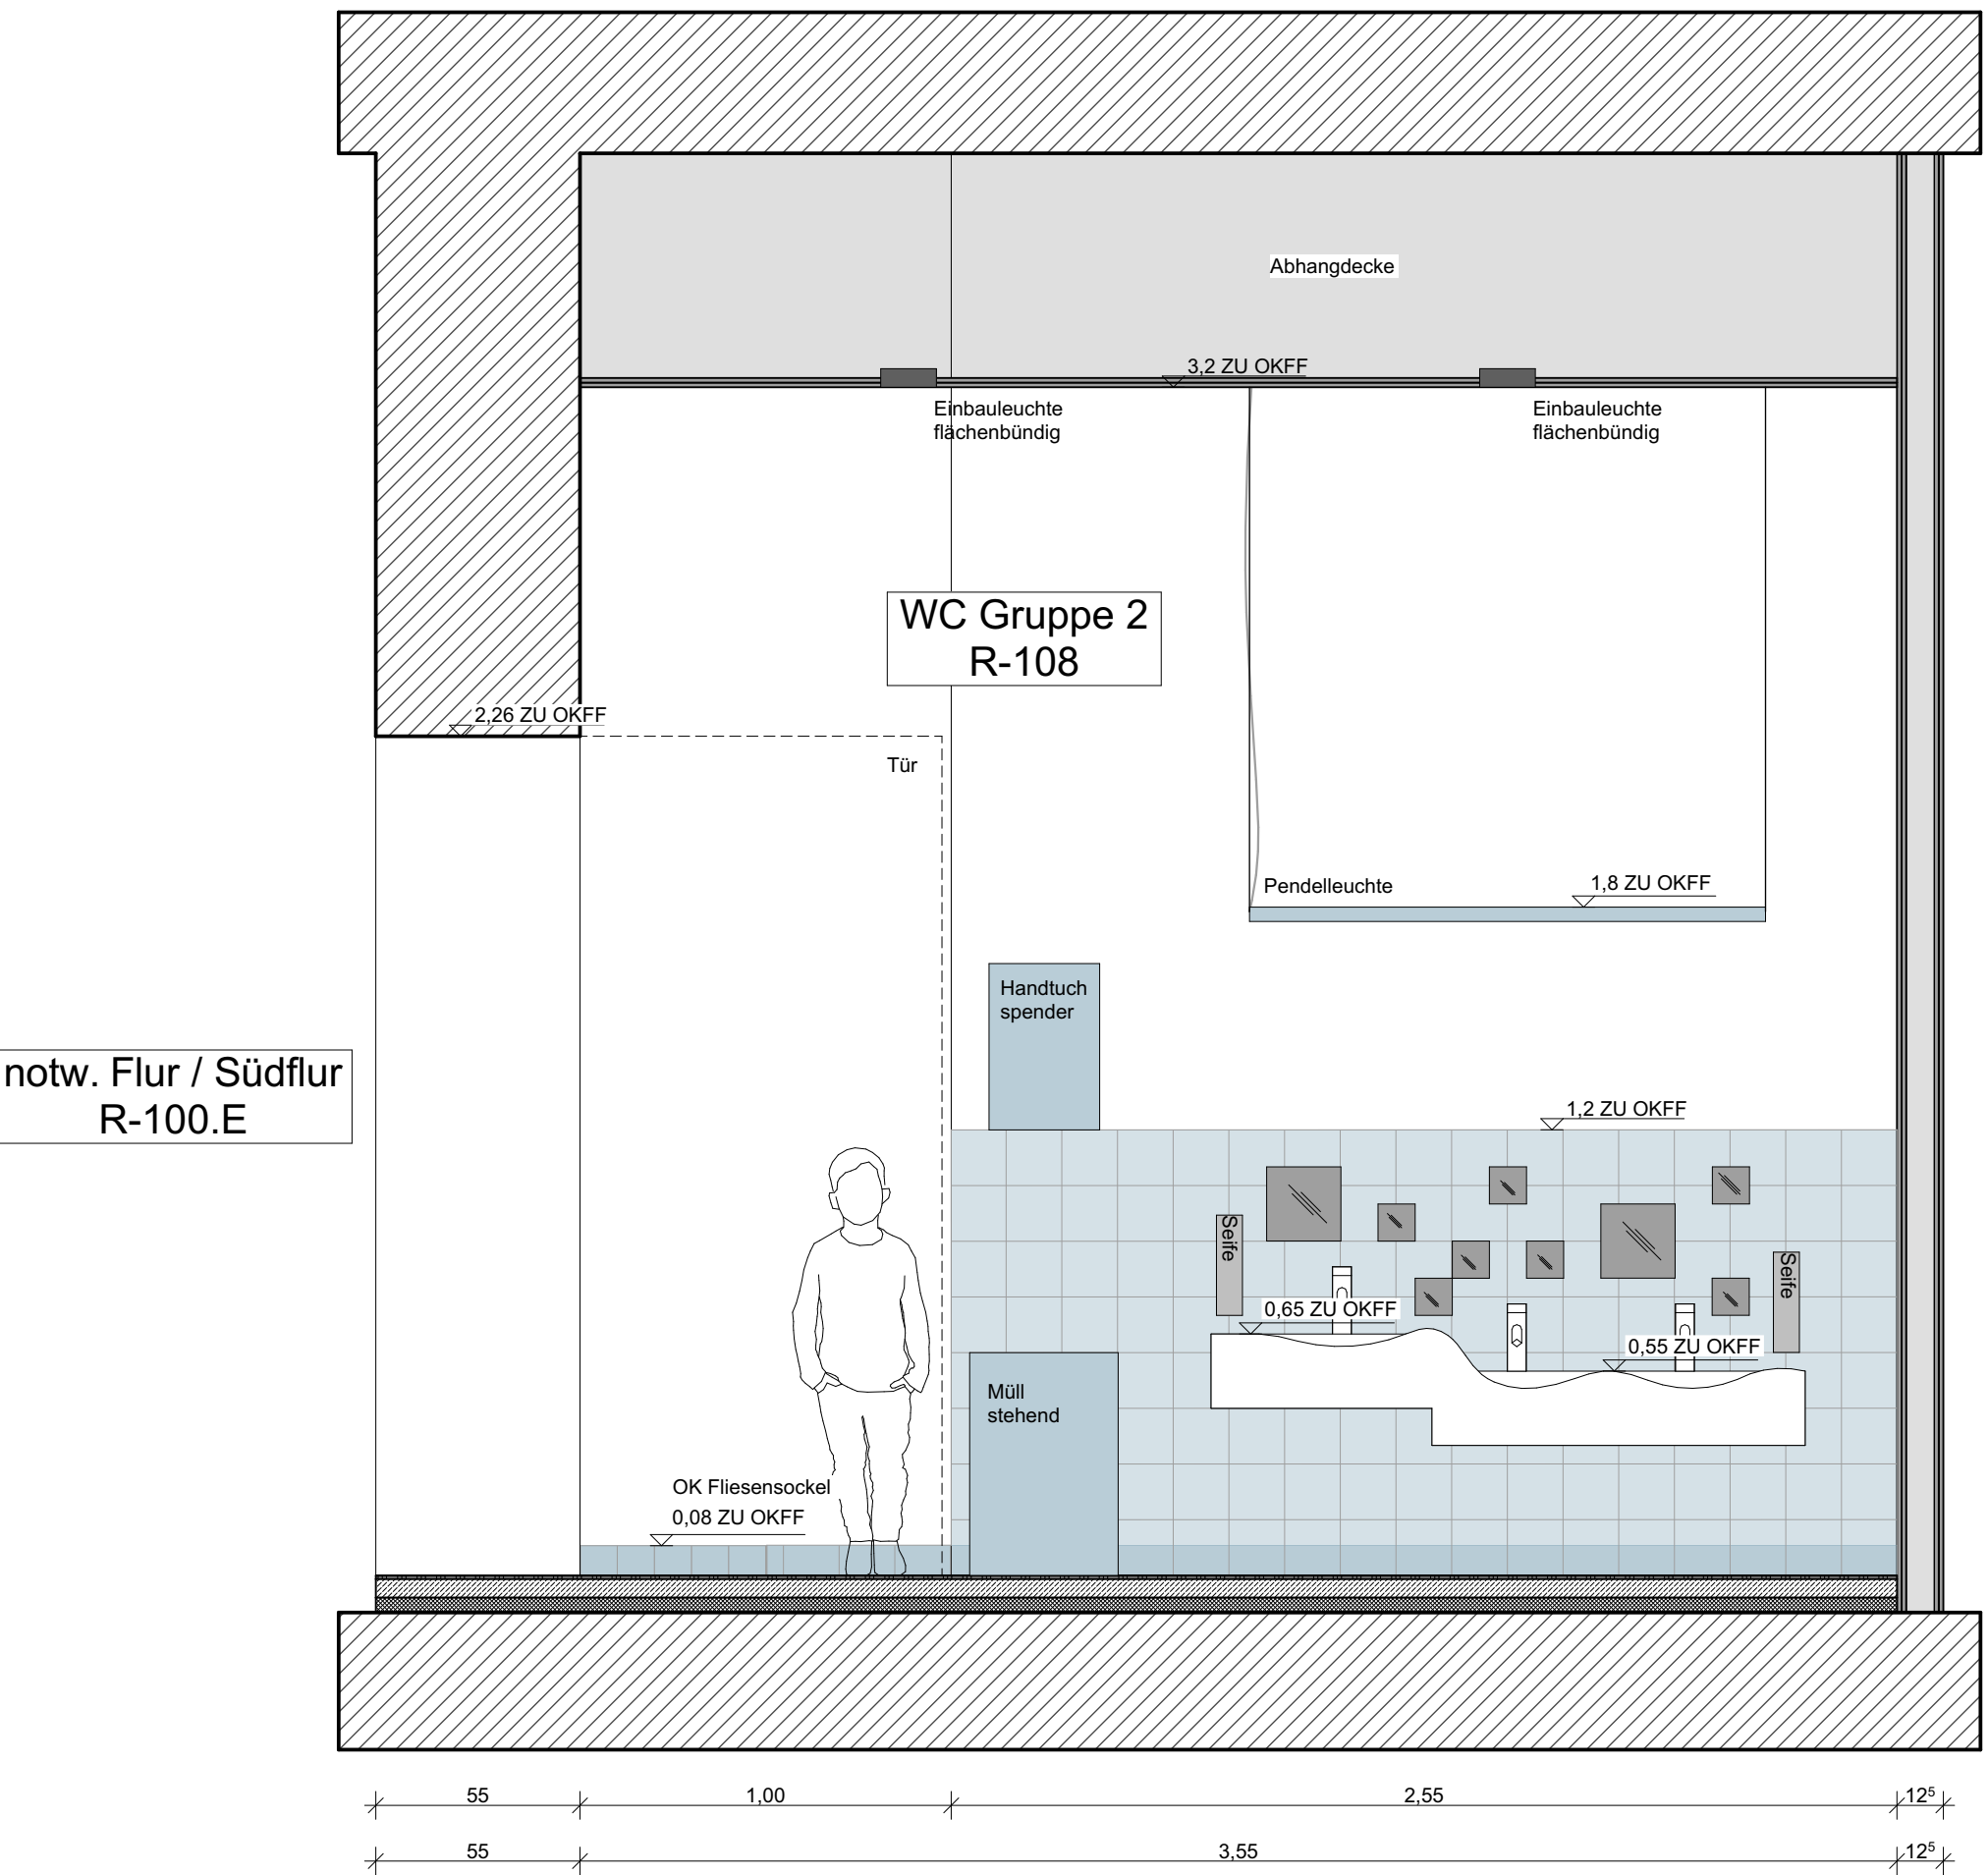 Abhangdecke
3,2 ZU OKFF
Einbauleuchte
flächenbündig
Einbauleuchte
flächenbündig
WC Gruppe 2
R-108
2,26 ZU OKFF
Tür
Pendelleuchte
1,8 ZU OKFF
Handtuch
spender
notw. Flur / Südflur
R-100.E
1,2 ZU OKFF
Seife
Seife
0,65 ZU OKFF
0,55 ZU OKFF
Müll
stehend
OK Fliesensockel
0,08 ZU OKFF
55
1,00
2,55
12⁵
55
3,55
12⁵